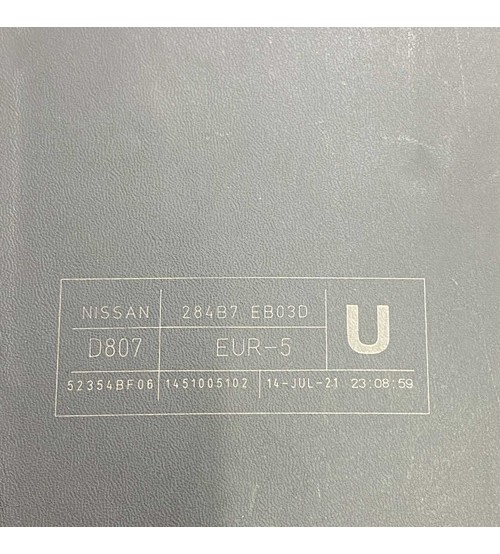 NISSAN 284B7 EB03D U
D807 EUR-5
52354BF06 1451005102 14-JUL-21 23:08:59